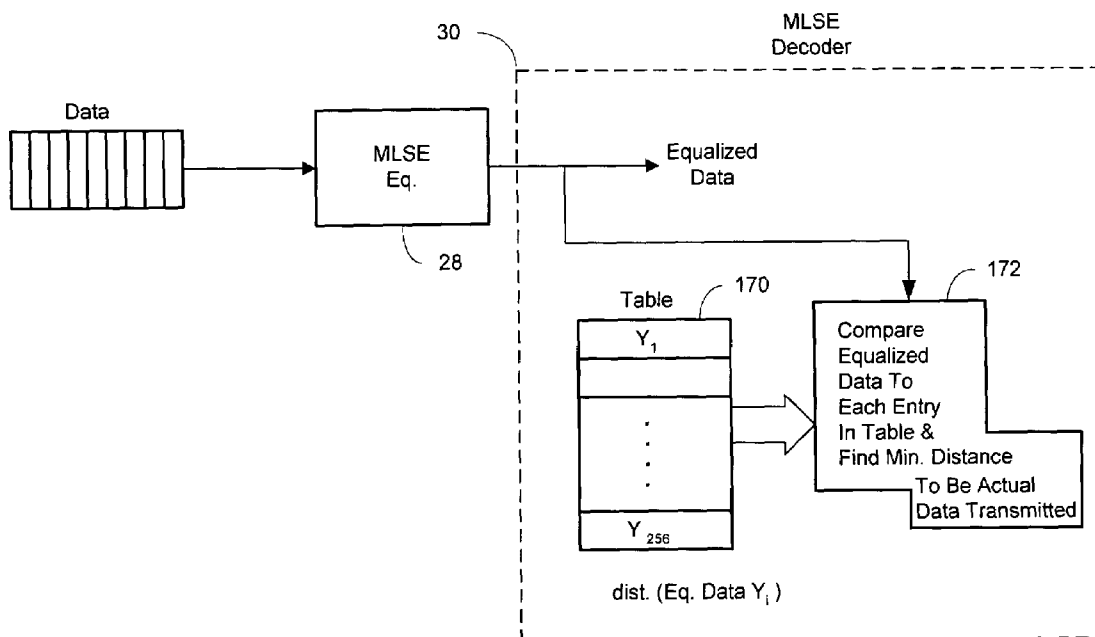 MLSE
Decoder
30
Data
MLSE
Eq.
28
Equalized
Data
Table
170
172
Y1
Y256
Compare
Equalized
Data To
Each Entry
In Table &
Find Min. Distance
To Be Actual
Data Transmitted
dist. (Eq. Data Yi )